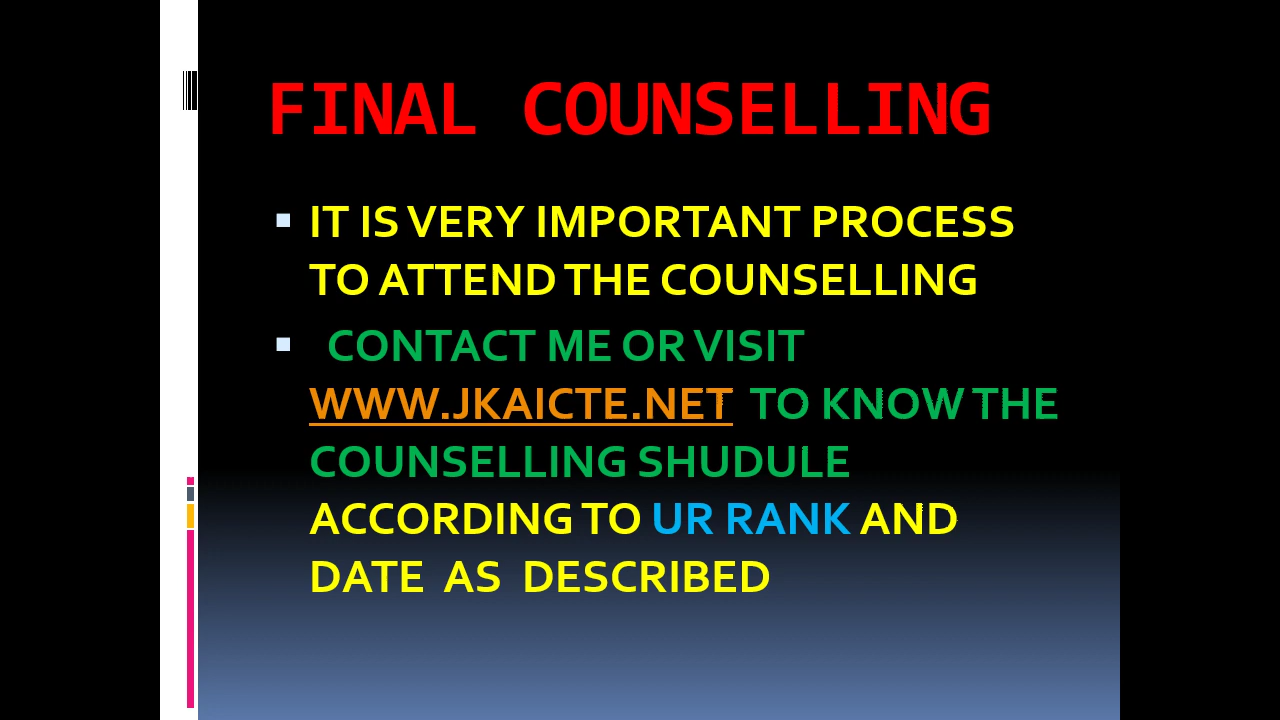 FINAL COUNSELLING
IT IS VERY IMPORTANT PROCESS
TO ATTEND THE COUNSELLING
CONTACT ME OR VISIT
WWW.JKAICTE.NET TO KNOW THE
COUNSELLING SHUDULE
ACCORDING TO UR RANK AND
DATE AS DESCRIBED